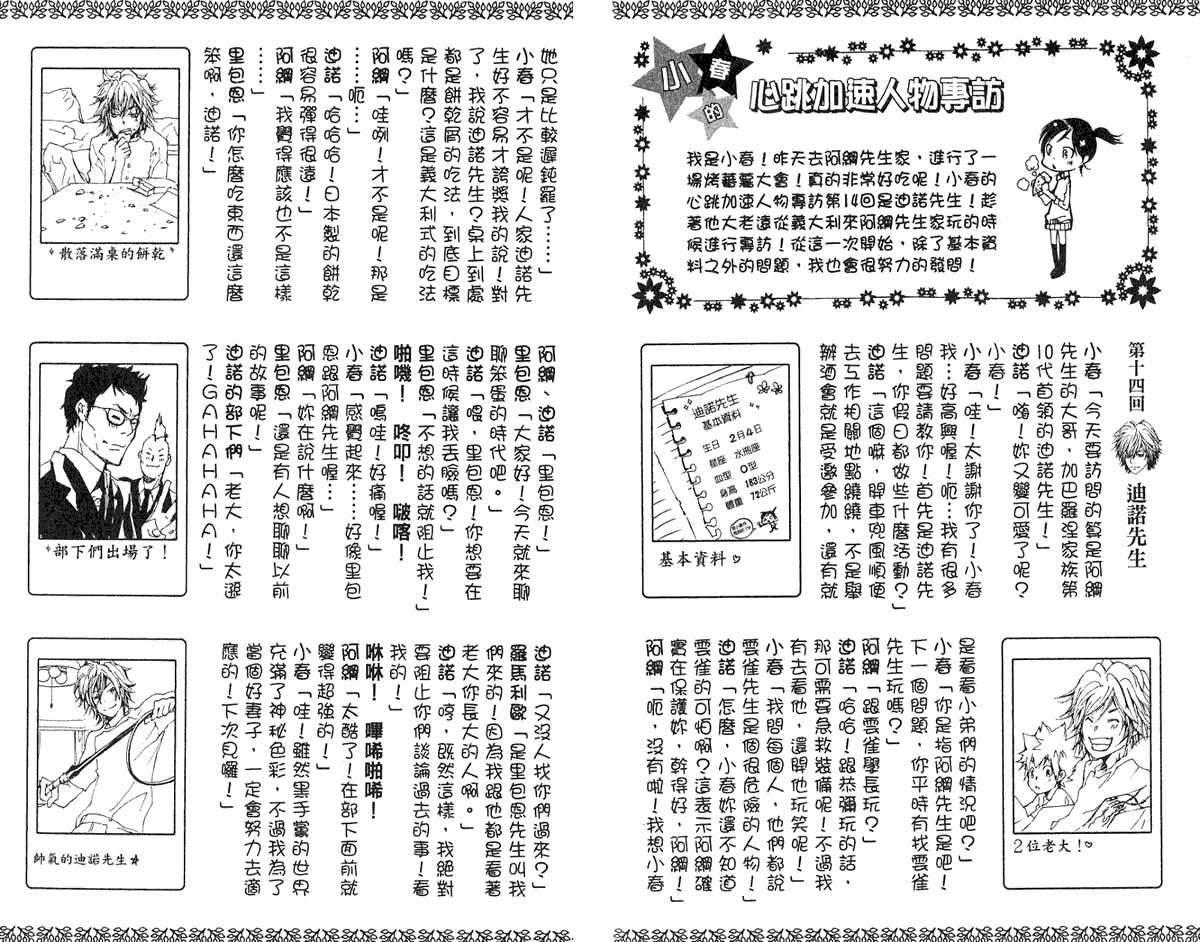 小春的
心跳加速人物專訪
我是小春！昨天去阿綱先生家，進行了一
場烤蕃薯大會！真的非常好吃呢！小春的
心跳加速人物專訪第14回是迪諾先生！趁
著他大老遠從義大利來阿綱先生家玩的時
候進行專訪！從這一次開始，除了基本資
料之外的問題，我也會很努力的發問！
第十四回 迪諾先生
小春「今天要訪問的算是阿綱
先生的大哥，加巴羅涅家族第
10代首領的迪諾先生！」
迪諾「嗨！妳又變可愛了呢？
小春！」
小春「哇！太謝謝你了！小春
我…好高興喔！呃…我有很多
問題要請教你！首先是迪諾先
生，你假日都做些什麼活動？」
迪諾「這個嘛，開車兜風順便
去互作相關地點繞繞，不是舉
辦酒會就是受邀參加，還有就
迪諾先生
基本資料
生日 2月4日
星座 水瓶座
血型 O型
身高 183公分
體重 72公斤
基本資料♡
是看看小弟們的情況吧？」
小春「你是指阿綱先生是吧！
下一個問題，你平時有找雲雀
先生玩嗎？」
阿綱「跟雲雀學長玩？」
迪諾「哈哈！跟恭彌玩的話，
那可需要急救裝備呢！不過我
有去看他，還開他玩笑呢！」
小春「我問每個人，他們都說
雲雀先生是個很危險的人物！」
迪諾「怎麼，小春妳還不知道
雲雀的可怕啊？這表示阿綱確
實在保護妳，幹得好，阿綱！」
阿綱「呃，沒有啦！我想小春
2位老大！♡
她只是比較遲鈍罷了……」
小春「才不是呢！人家迪諾先
生好不容易才誇獎我的說！對
了，我說迪諾先生？桌上到處
都是餅乾屑的吃法，到底目標
是什麼？這是義大利式的吃法
嗎？」
阿綱「哇咧！才不是呢！那是
……呃…」
迪諾「哈哈哈！日本製的餅乾
很容易彈得很遠！」
阿綱「我覺得應該也不是這樣
……」
里包恩「你怎麼吃東西還這麼
笨啊，迪諾！」
散落滿桌的餅乾
阿綱、迪諾「里包恩！」
里包恩「大家好！今天就來聊
聊笨蛋的時代吧。」
迪諾「喂，里包恩！你想要在
這時候讓我丟臉嗎？」
里包恩「不想的話就阻止我！」
啪嘰！ 咚叩！ 啵喀！
迪諾「嗚哇！好痛喔！」
小春「感覺起來……好像里包
恩跟阿綱先生喔…」
阿綱「妳在說什麼啊！」
里包恩「還是有人想聊聊以前
的故事呢！」
迪諾的部下們「老大，你太遜
了！GAHAHAHA！」
部下們出場了！
迪諾「又沒人找你們過來？」
羅馬利歐「是里包恩先生叫我
們來的！因為我跟他都是看著
老大你長大的人啊。」
迪諾「哼，既然這樣，我絕對
要阻止你們談論過去的事！看
我的！」
咻咻！ 嗶唏啪唏！
阿綱「太酷了！在部下面前就
變得超強的！」
小春「哇！雖然黑手黨的世界
充滿了神秘色彩，不過我為了
當個好妻子，一定會努力去適
應的！下次見囉！」
帥氣的迪諾先生★